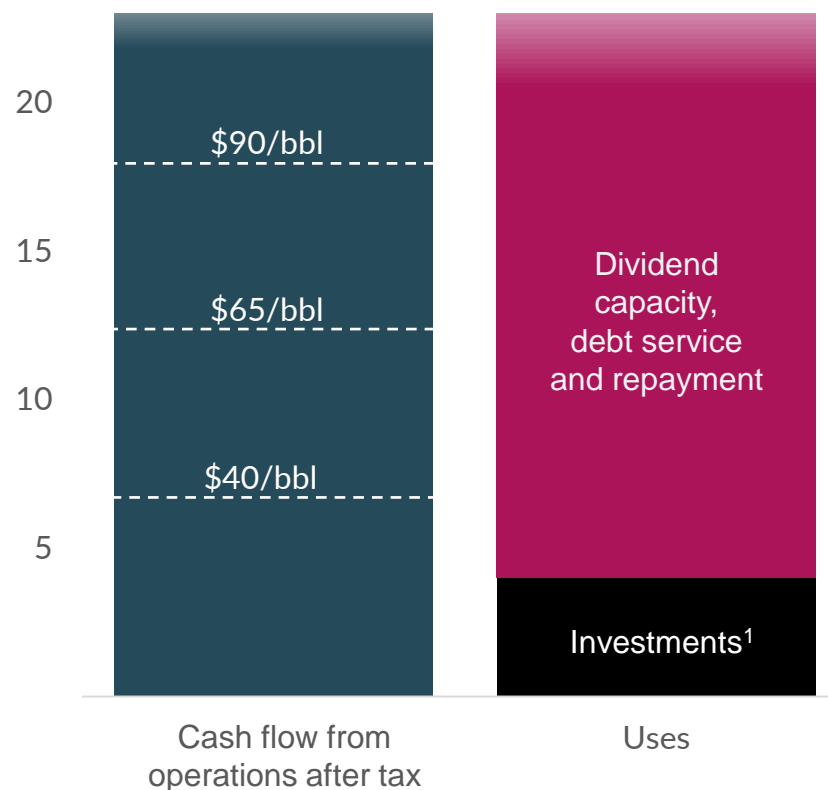 20
$90/bbl
15
$65/bbl
10
$40/bbl
5
Dividend
capacity,
debt service
and repayment
Investments¹
Cash flow from
operations after tax
Uses